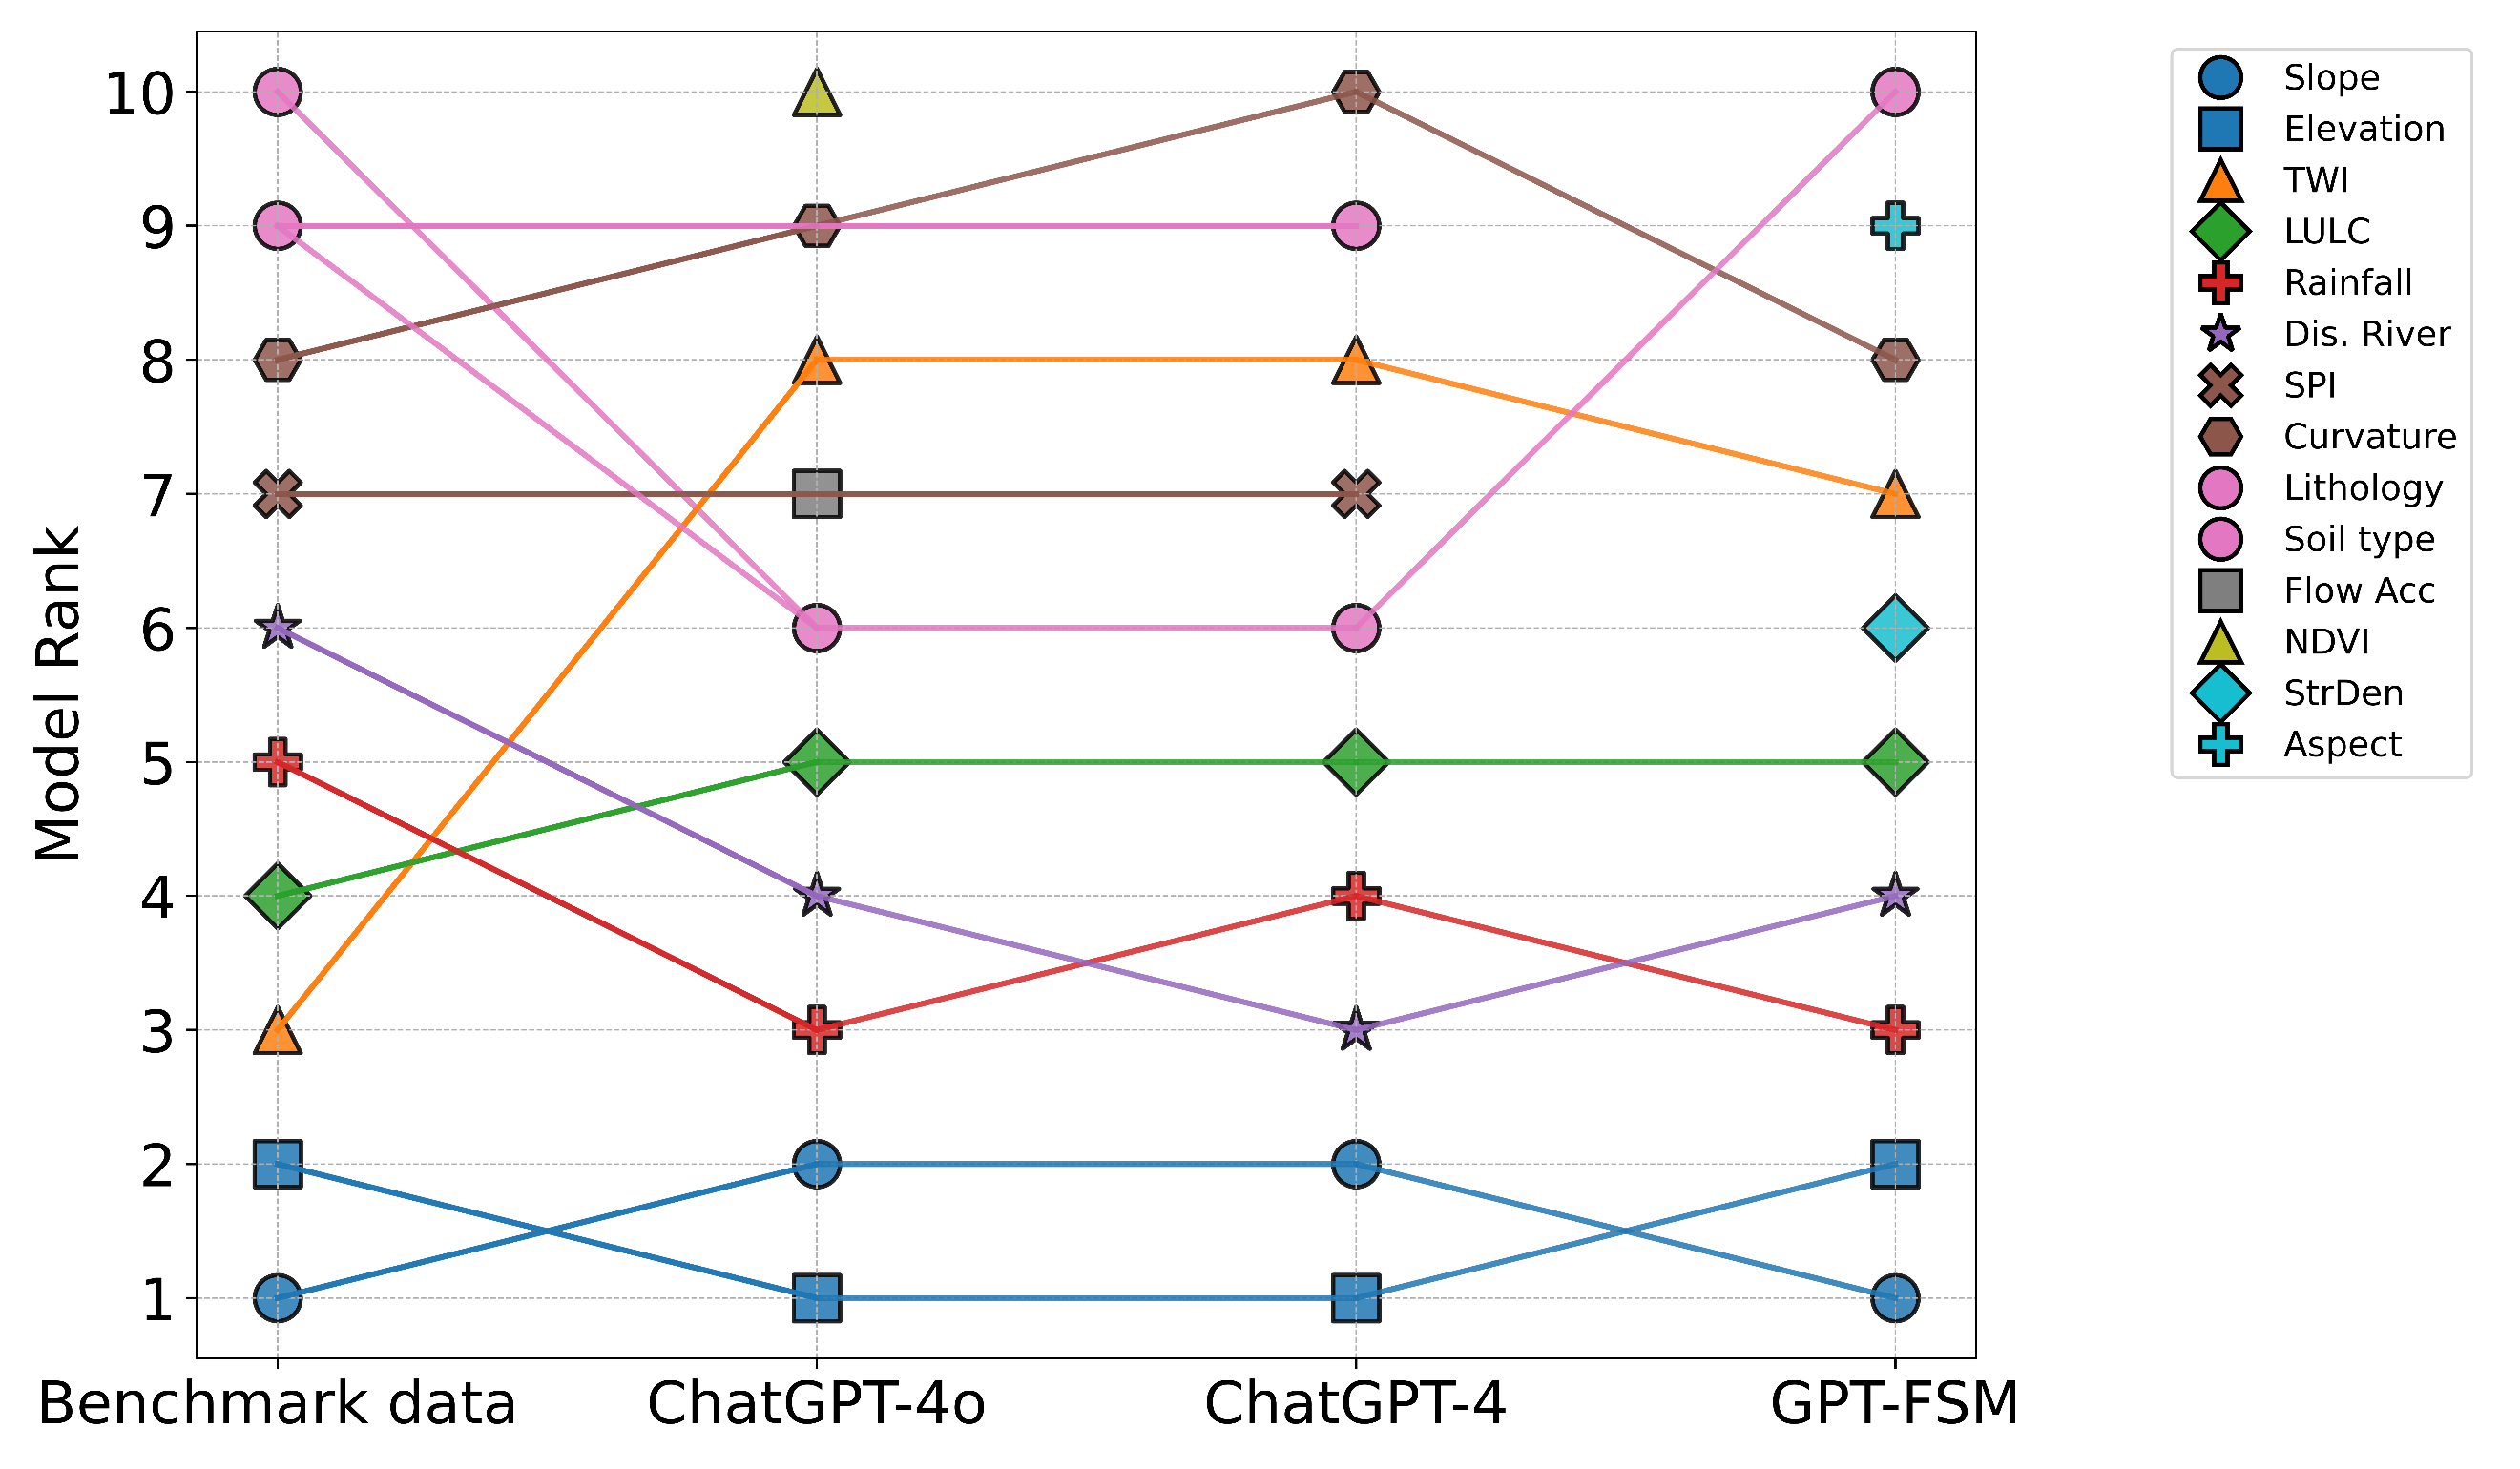 Model Rank
10
9
8
7
6
5
4
3
2
1
Benchmark data
ChatGPT-4o
ChatGPT-4
GPT-FSM
Slope
Elevation
TWI
LULC
Rainfall
Dis. River
SPI
Curvature
Lithology
Soil type
Flow Acc
NDVI
StrDen
Aspect